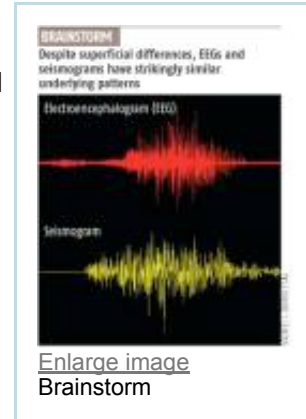 BRAINSTORM
Despite superficial differences, EEGs and
seismograms have strikingly similar
underlying patterns
Electroencephalogram (EEG)
Seismogram
Enlarge image
Brainstorm